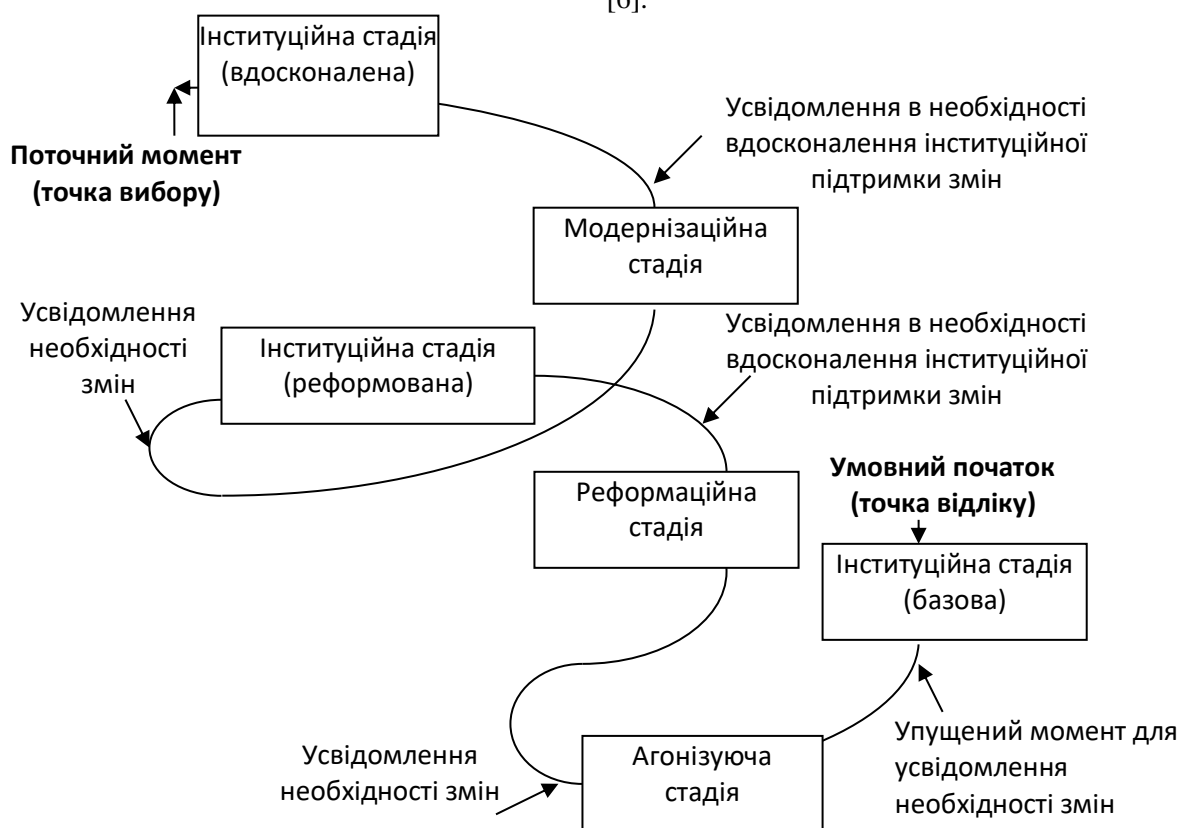 [6].
Інституційна стадія
(вдосконалена)
Поточний момент
(точка вибору)
Усвідомлення в необхідності
вдосконалення інституційної
підтримки змін
Модернізаційна
стадія
Усвідомлення
необхідності
змін
Інституційна стадія
(реформована)
Усвідомлення в необхідності
вдосконалення інституційної
підтримки змін
Реформаційна
стадія
Умовний початок
(точка відліку)
Інституційна стадія
(базова)
Усвідомлення
необхідності змін
Агонізуюча
стадія
Упущений момент для
усвідомлення
необхідності змін